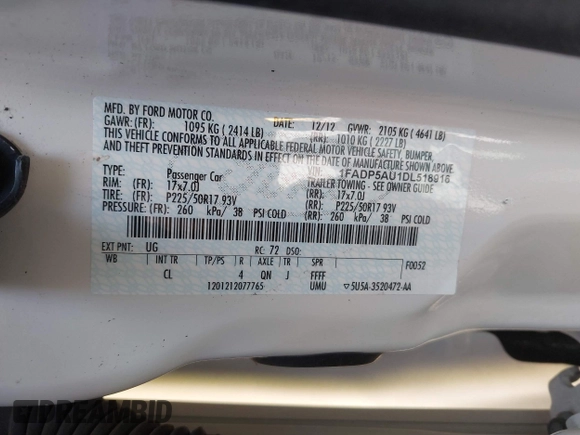 MFD. BY FORD MOTOR CO.
DATE: 12/12 GVWR: 2105 KG ( 4641 LB)
GAWR: (FR): 1095 KG ( 2414 LB) (RR): 1010 KG ( 2227 LB)
THIS VEHICLE CONFORMS TO ALL APPLICABLE FEDERAL MOTOR VEHICLE SAFETY, BUMPER,
AND THEFT PREVENTION STANDARDS IN EFFECT ON THE DATE OF MANUFACTURE SHOWN ABOVE.
VIN: 1FADP5AU1DL516918
TYPE: Passenger Car TRAILER TOWING - SEE OWNER GUIDE
RIM: (FR) 17x7.0J (RR) 17x7.0J
TIRE: (FR) P225/50R17 93V (RR) P225/50R17 93V
PRESSURE: (FR) 260 kPa/ 38 PSI COLD (RR) 260 kPa/ 38 PSI COLD
EXT PNT: UG RC: 72 DSO:
WB INT TR TP/PS R AXLE TR SPR F0052
CL 4 QN J FFFF
1201212077765 UMU ▽5U5A-3520472-AA
DREAMBID